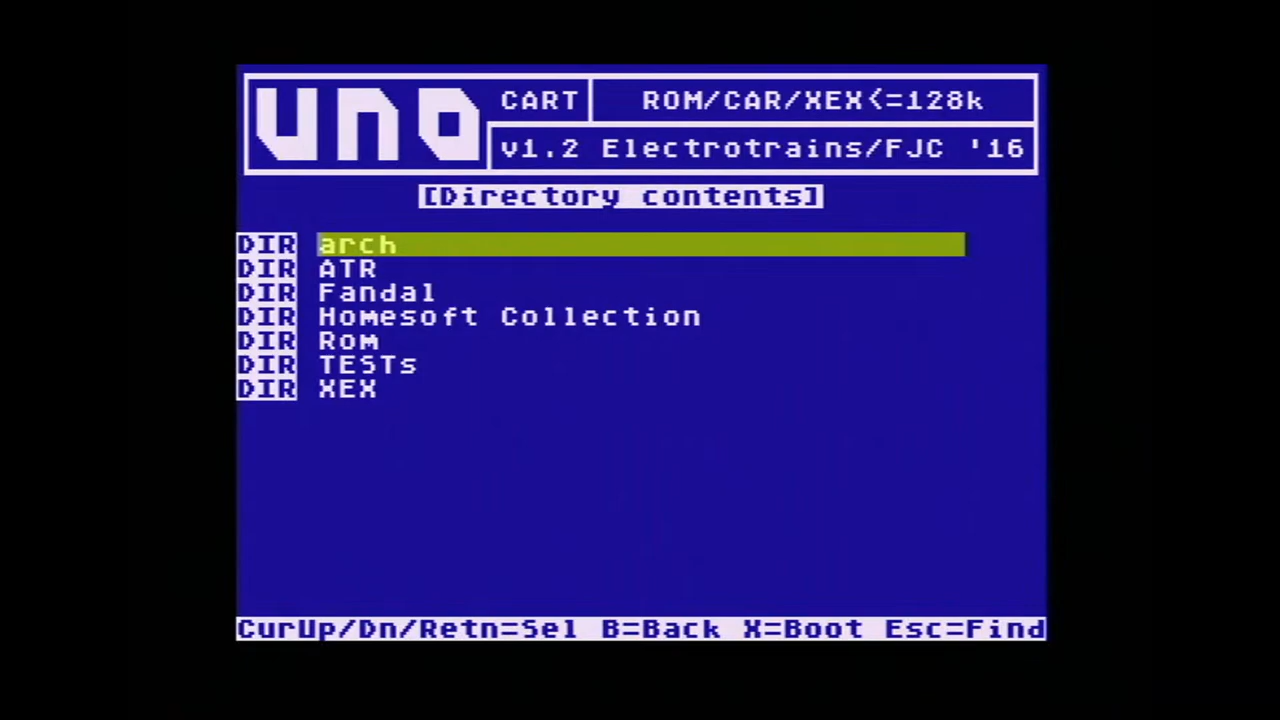 UNO CART ROM/CAR/XEX<=128k
v1.2 Electrotrains/FJC '16
[Directory contents]
DIR arch
DIR ATR
DIR Fandal
DIR Homesoft Collection
DIR Rom
DIR TESTs
DIR XEX
CurUp/Dn/Retn=Sel B=Back X=Boot Esc=Find